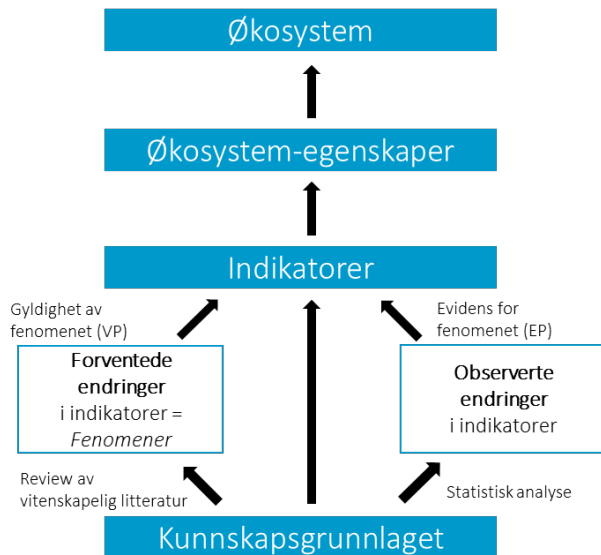 Økosystem
Økosystem-egenskaper
Indikatorer
Gyldighet av
fenomenet (VP)
Evidens for
fenomenet (EP)
Forventede
endringer
i indikatorer =
Fenomener
Observerte
endringer
i indikatorer
Review av
vitenskapelig litteratur
Statistisk analyse
Kunnskapsgrunnlaget